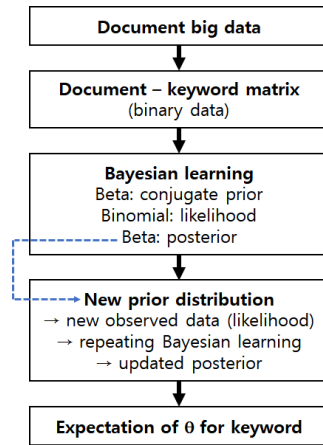 Document big data
Document – keyword matrix
(binary data)
Bayesian learning
Beta: conjugate prior
Binomial: likelihood
Beta: posterior
New prior distribution
→ new observed data (likelihood)
→ repeating Bayesian learning
→ updated posterior
Expectation of θ for keyword